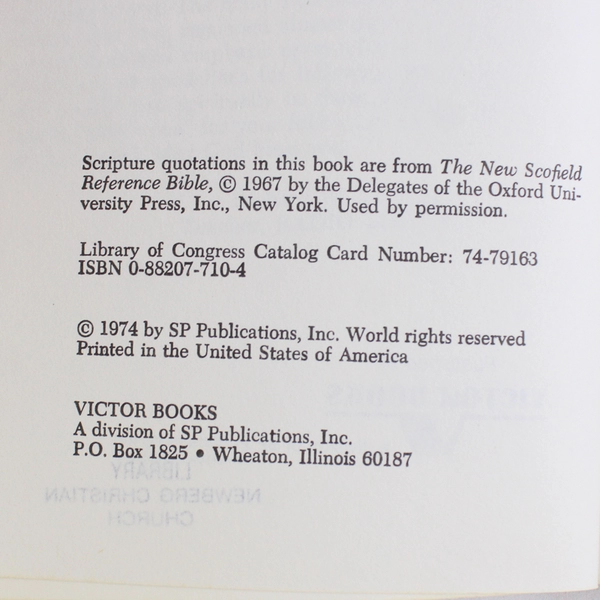 Scripture quotations in this book are from The New Scofield
Reference Bible, © 1967 by the Delegates of the Oxford Uni-
versity Press, Inc., New York. Used by permission.
Library of Congress Catalog Card Number: 74-79163
ISBN 0-88207-710-4
© 1974 by SP Publications, Inc. World rights reserved
Printed in the United States of America
VICTOR BOOKS
A division of SP Publications, Inc.
P.O. Box 1825 • Wheaton, Illinois 60187
LIBRARY
NEWBERG CHRISTIAN
CHURCH